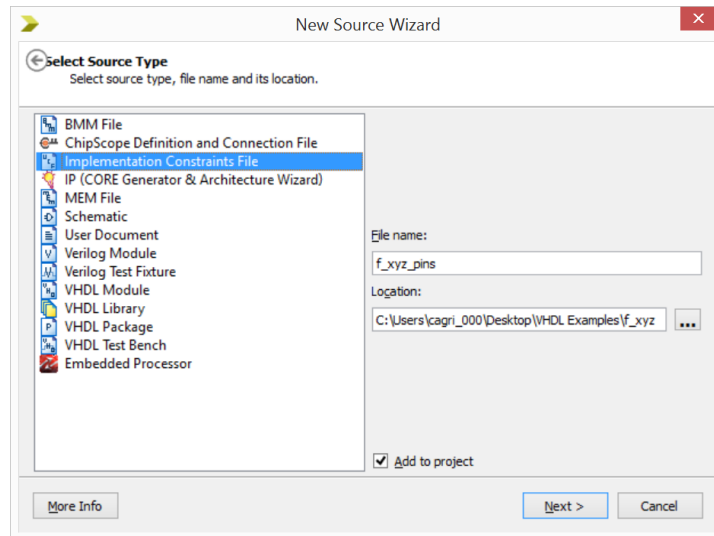 New Source Wizard
Select Source Type
Select source type, file name and its location.
BMM File
ChipScope Definition and Connection File
Implementation Constraints File
IP (CORE Generator & Architecture Wizard)
MEM File
Schematic
User Document
Verilog Module
Verilog Test Fixture
VHDL Module
VHDL Library
VHDL Package
VHDL Test Bench
Embedded Processor
File name:
f_xyz_pins
Location:
C:\Users\cagri_000\Desktop\VHDL Examples\f_xyz
...
Add to project
More Info
Next >
Cancel